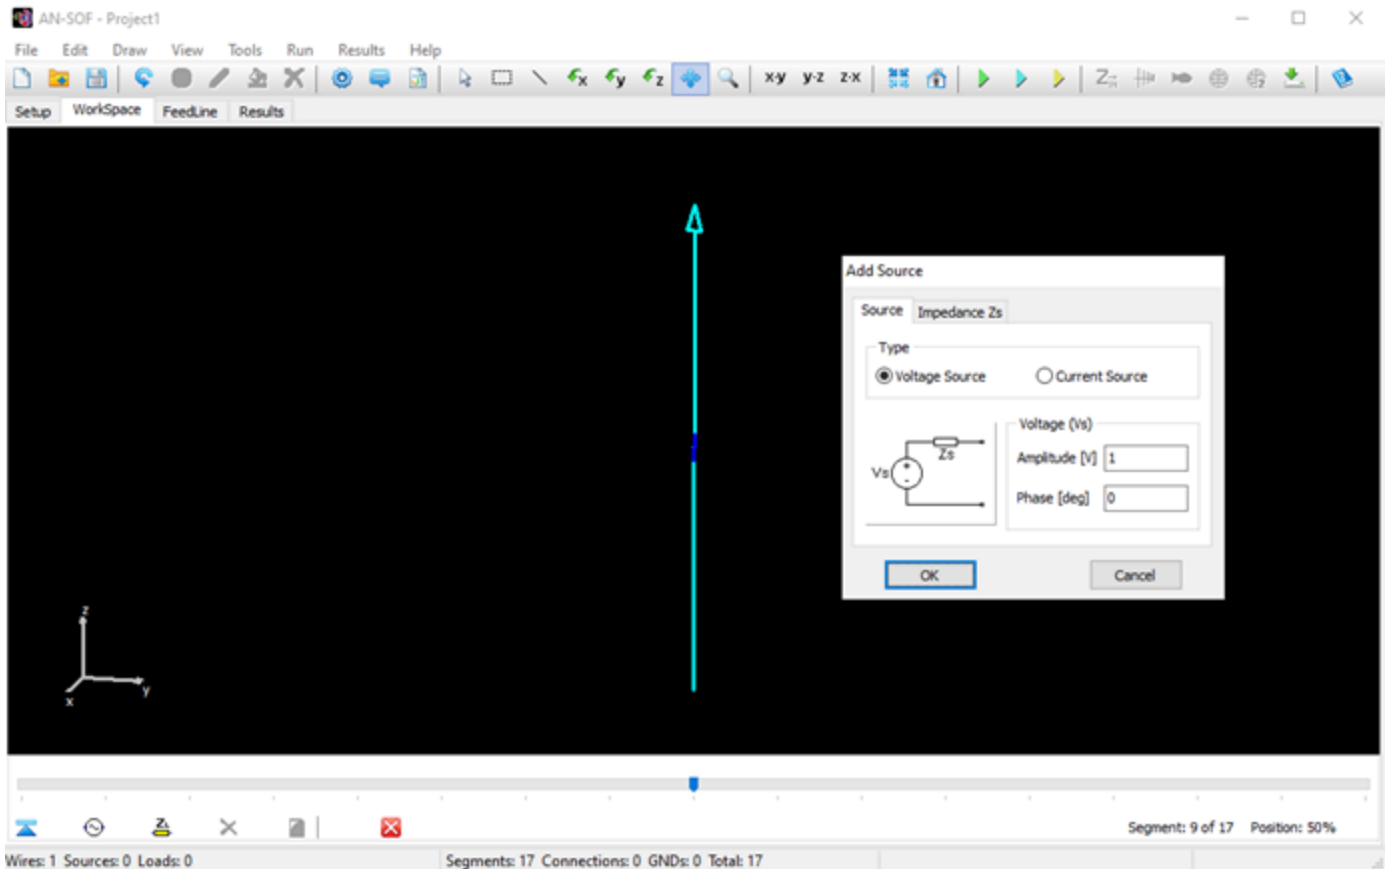 AN-SOF - Project1
File Edit Draw View Tools Run Results Help
x·y y·z z·x
Setup WorkSpace FeedLine Results
Add Source
Source Impedance Zs
Type
Voltage Source Current Source
Voltage (Vs)
Zs
Vs
Amplitude [V] 1
Phase [deg] 0
OK Cancel
z
y
x
Segment: 9 of 17 Position: 50%
Wires: 1 Sources: 0 Loads: 0 Segments: 17 Connections: 0 GNDs: 0 Total: 17